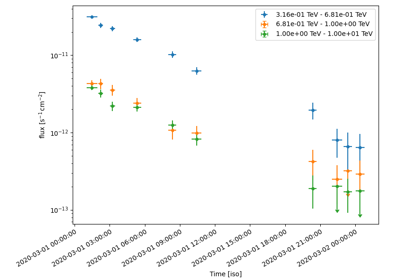 3.16e-01 TeV - 6.81e-01 TeV
6.81e-01 TeV - 1.00e+00 TeV
1.00e+00 TeV - 1.00e+01 TeV
10⁻¹¹
10⁻¹²
10⁻¹³
flux [s⁻¹ cm⁻²]
2020-03-01 00:00:00
2020-03-01 03:00:00
2020-03-01 06:00:00
2020-03-01 09:00:00
2020-03-01 12:00:00
2020-03-01 15:00:00
2020-03-01 18:00:00
2020-03-01 21:00:00
2020-03-02 00:00:00
Time [iso]